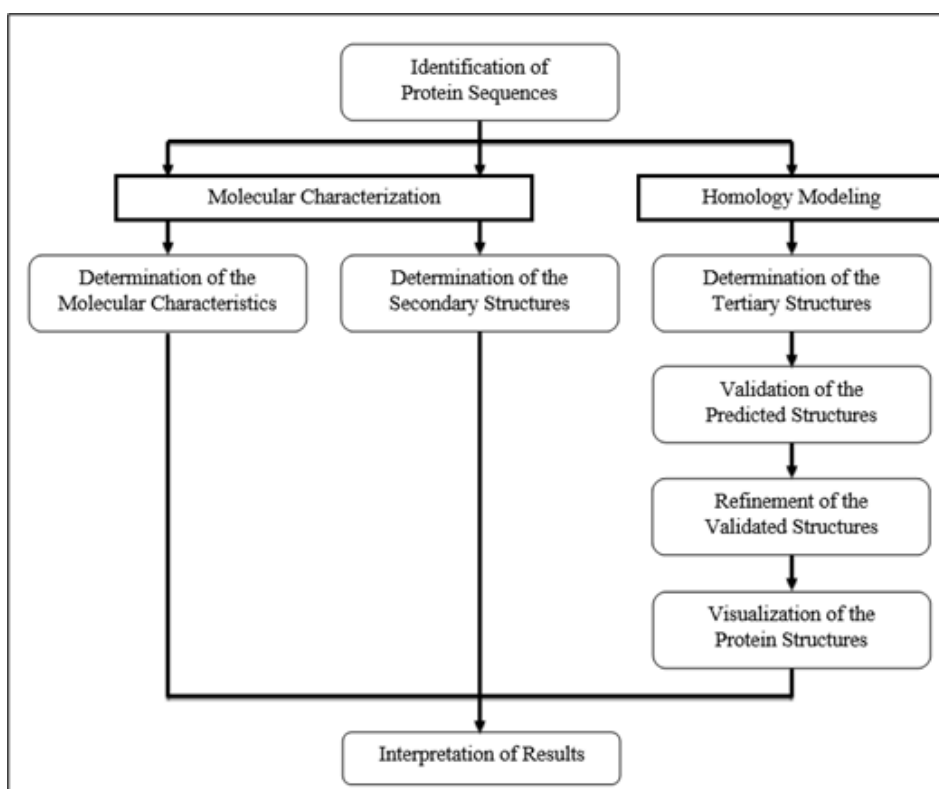 Identification of
Protein Sequences
Molecular Characterization
Homology Modeling
Determination of the
Molecular Characteristics
Determination of the
Secondary Structures
Determination of the
Tertiary Structures
Validation of the
Predicted Structures
Refinement of the
Validated Structures
Visualization of the
Protein Structures
Interpretation of Results